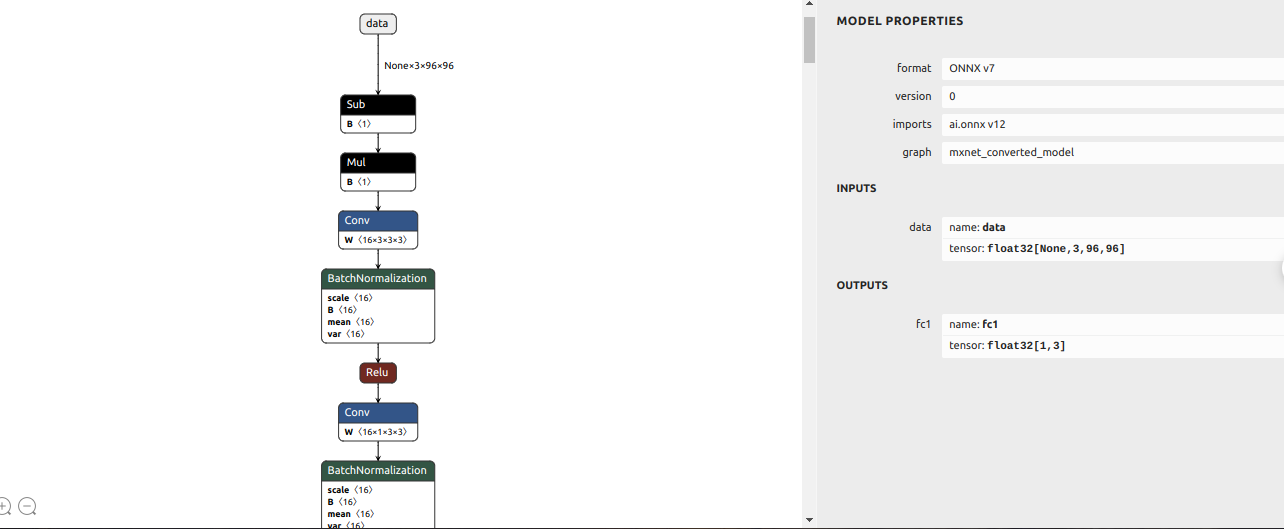 data
None×3×96×96
Sub
B 〈1〉
Mul
B 〈1〉
Conv
W 〈16×3×3×3〉
BatchNormalization
scale 〈16〉
B 〈16〉
mean 〈16〉
var 〈16〉
Relu
Conv
W 〈16×1×3×3〉
BatchNormalization
scale 〈16〉
B 〈16〉
mean 〈16〉
var 〈16〉
MODEL PROPERTIES
format ONNX v7
version 0
imports ai.onnx v12
graph mxnet_converted_model
INPUTS
data name: data
tensor: float32[None,3,96,96]
OUTPUTS
fc1 name: fc1
tensor: float32[1,3]